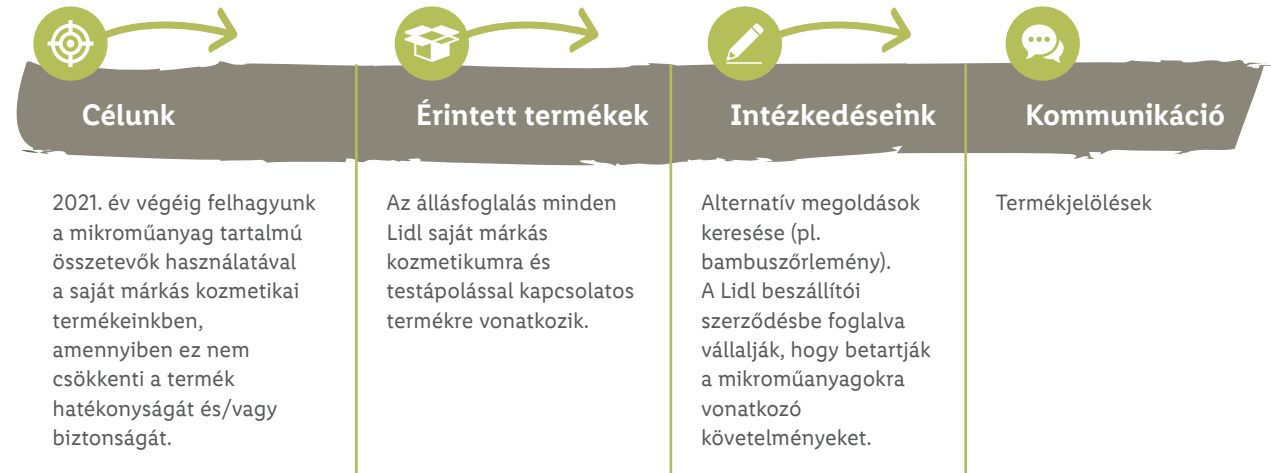 Célunk
2021. év végéig felhagyunk
a mikroműanyag tartalmú
összetevők használatával
a saját márkás kozmetikai
termékeinkben,
amennyiben ez nem
csökkenti a termék
hatékonyságát és/vagy
biztonságát.
Érintett termékek
Az állásfoglalás minden
Lidl saját márkás
kozmetikumra és
testápolással kapcsolatos
termékre vonatkozik.
Intézkedéseink
Alternatív megoldások
keresése (pl.
bambuszőrlemény).
A Lidl beszállítói
szerződésbe foglalva
vállalják, hogy betartják
a mikroműanyagokra
vonatkozó
követelményeket.
Kommunikáció
Termékjelölések